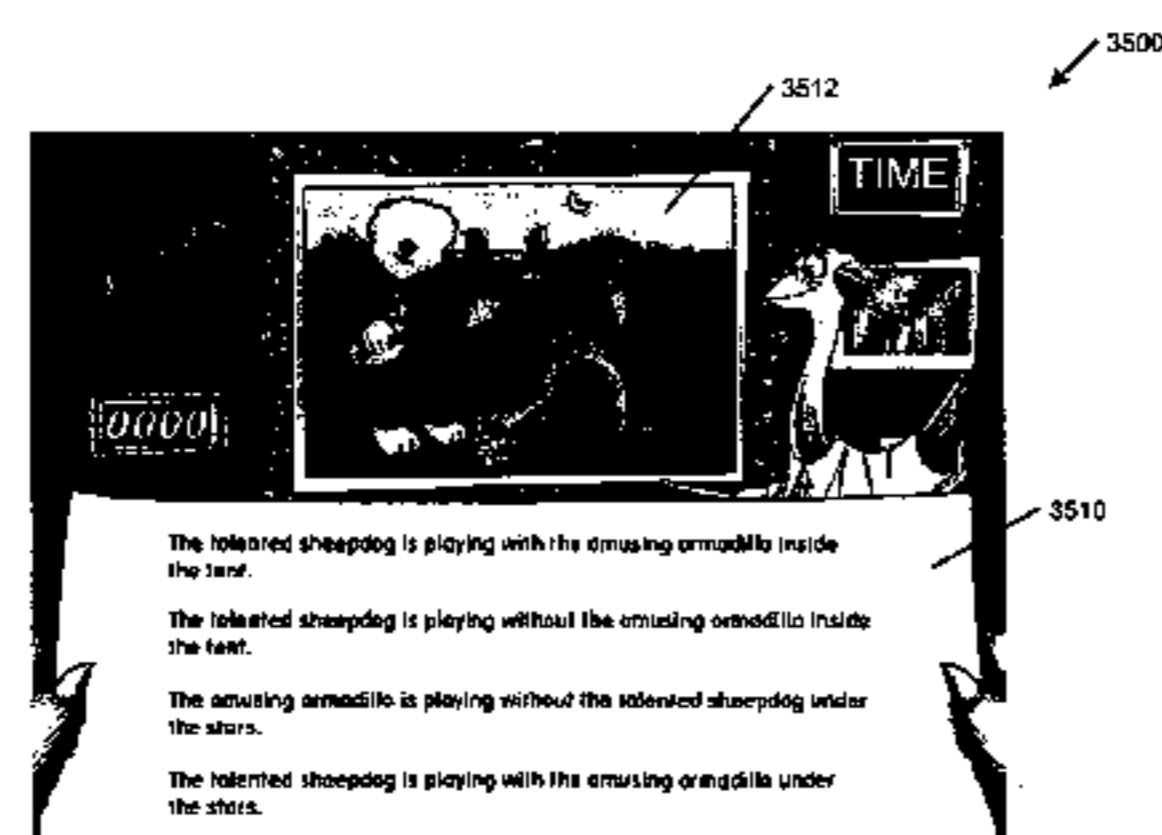 3500
3512
TIME
0000
3510
The talented sheepdog is playing with the amusing armadillo inside
the tent.
The talented sheepdog is playing without the amusing armadillo inside
the tent.
The amusing armadillo is playing without the talented sheepdog under
the stars.
The talented sheepdog is playing with the amusing armadillo under
the stars.